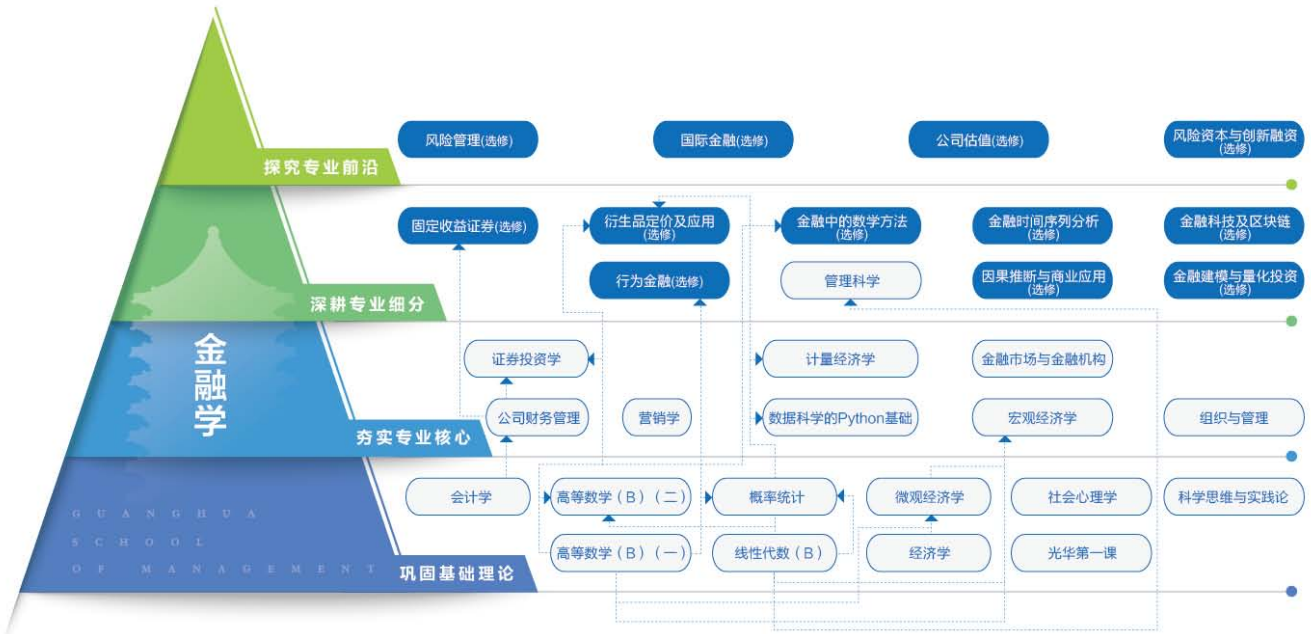 风险管理(选修)
国际金融(选修)
公司估值(选修)
风险资本与创新融资
(选修)
探究专业前沿
固定收益证券(选修)
衍生品定价及应用
(选修)
金融中的数学方法
(选修)
金融时间序列分析
(选修)
金融科技及区块链
(选修)
行为金融(选修)
管理科学
因果推断与商业应用
(选修)
金融建模与量化投资
(选修)
深耕专业细分
金融学
证券投资学
计量经济学
金融市场与金融机构
公司财务管理
营销学
数据科学的Python基础
宏观经济学
组织与管理
夯实专业核心
会计学
高等数学(B)(二)
概率统计
微观经济学
社会心理学
科学思维与实践论
高等数学(B)(一)
线性代数(B)
经济学
光华第一课
GUANGHUA
SCHOOL
OF MANAGEMENT
巩固基础理论